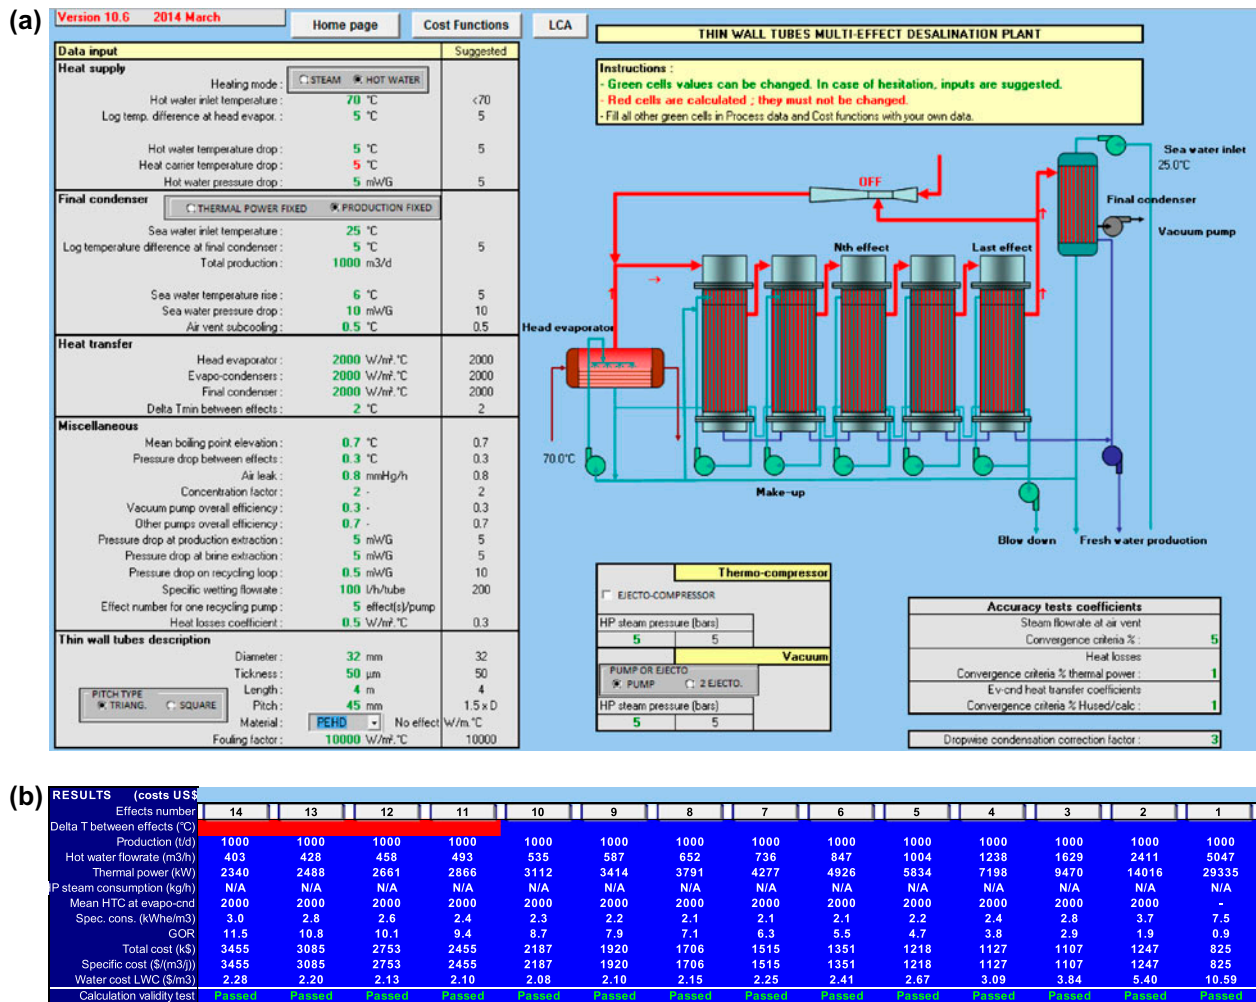 (a)
Version 10.6 2014 March
Home page
Cost Functions
LCA
THIN WALL TUBES MULTI-EFFECT DESALINATION PLANT
Data input Suggested
Heat supply
Heating mode : STEAM HOT WATER
Hot water inlet temperature : 70 °C <70
Log temp. difference at head evapor. : 5 °C 5
Hot water temperature drop : 5 °C 5
Heat carrier temperature drop : 5 °C
Hot water pressure drop : 5 mWG 5
Final condenser THERMAL POWER FIXED PRODUCTION FIXED
Sea water inlet temperature : 25 °C
Log temperature difference at final condenser : 5 °C 5
Total production : 1000 m3/d
Sea water temperature rise : 6 °C 5
Sea water pressure drop : 10 mWG 10
Air vent subcooling : 0.5 °C 0.5
Heat transfer
Head evaporator : 2000 W/m².°C 2000
Evapo-condensers : 2000 W/m².°C 2000
Final condenser : 2000 W/m².°C 2000
Delta Tmin between effects : 2 °C 2
Miscellaneous
Mean boiling point elevation : 0.7 °C 0.7
Pressure drop between effects : 0.3 °C 0.3
Air leak : 0.8 mmHg/h 0.8
Concentration factor : 2 - 2
Vacuum pump overall efficiency : 0.3 - 0.3
Other pumps overall efficiency : 0.7 - 0.7
Pressure drop at production extraction : 5 mWG 5
Pressure drop at brine extraction : 5 mWG 5
Pressure drop on recycling loop : 0.5 mWG 10
Specific wetting flowrate : 100 l/h/tube 200
Effect number for one recycling pump : 5 effect(s)/pump
Heat losses coefficient : 0.5 W/m².°C 0.3
Thin wall tubes description
Diameter : 32 mm 32
Tickness : 50 µm 50
Length : 4 m 4
PITCH TYPE
TRIANG. SQUARE
Pitch : 45 mm 1.5 x D
Material : PEHD No effect W/m.°C
Fouling factor : 10000 W/m².°C 10000
Instructions :
- Green cells values can be changed. In case of hesitation, inputs are suggested.
- Red cells are calculated ; they must not be changed.
- Fill all other green cells in Process data and Cost functions with your own data.
OFF
Sea water inlet
25.0°C
Final condenser
Vacuum pump
Nth effect
Last effect
Head evaporator
70.0°C
Make-up
Blow down
Fresh water production
Thermo-compressor
EJECTO-COMPRESSOR
HP steam pressure (bars)
5 5
Vacuum
PUMP OR EJECTO
PUMP 2 EJECTO.
HP steam pressure (bars)
5 5
Accuracy tests coefficients
Steam flowrate at air vent
Convergence criteria % : 5
Heat losses
Convergence criteria % thermal power : 1
Ev-cnd heat transfer coefficients
Convergence criteria % Hused/calc : 1
Dropwise condensation correction factor : 3
(b)
RESULTS (costs US$
Effects number 14 13 12 11 10 9 8 7 6 5 4 3 2 1
Delta T between effects (°C)
Production (t/d) 1000 1000 1000 1000 1000 1000 1000 1000 1000 1000 1000 1000 1000 1000
Hot water flowrate (m3/h) 403 428 458 493 535 587 652 736 847 1004 1238 1629 2411 5047
Thermal power (kW) 2340 2488 2661 2866 3112 3414 3791 4277 4926 5834 7198 9470 14016 29335
IP steam consumption (kg/h) N/A N/A N/A N/A N/A N/A N/A N/A N/A N/A N/A N/A N/A N/A
Mean HTC at evapo-cnd 2000 2000 2000 2000 2000 2000 2000 2000 2000 2000 2000 2000 2000 -
Spec. cons. (kWhe/m3) 3.0 2.8 2.6 2.4 2.3 2.2 2.1 2.1 2.1 2.2 2.4 2.8 3.7 7.5
GOR 11.5 10.8 10.1 9.4 8.7 7.9 7.1 6.3 5.5 4.7 3.8 2.9 1.9 0.9
Total cost (k$) 3455 3085 2753 2455 2187 1920 1706 1515 1351 1218 1127 1107 1247 825
Specific cost ($/(m3/j)) 3455 3085 2753 2455 2187 1920 1706 1515 1351 1218 1127 1107 1247 825
Water cost LWC ($/m3) 2.28 2.20 2.13 2.10 2.08 2.10 2.15 2.25 2.41 2.67 3.09 3.84 5.40 10.59
Calculation validity test Passed Passed Passed Passed Passed Passed Passed Passed Passed Passed Passed Passed Passed Passed